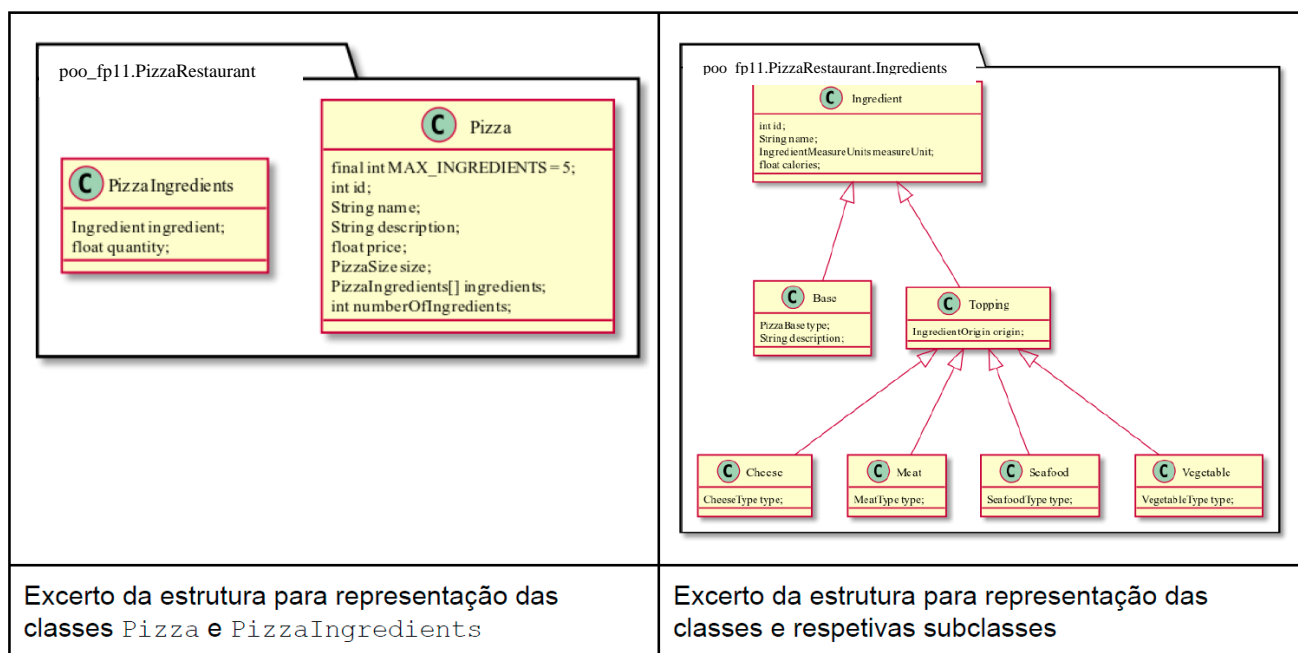 poo_fp11.PizzaRestaurant
C Pizza
final int MAX_INGREDIENTS = 5;
int id;
String name;
String description;
float price;
PizzaSize size;
PizzaIngredients[] ingredients;
int numberOfIngredients;
C PizzaIngredients
Ingredient ingredient;
float quantity;
poo_fp11.PizzaRestaurant.Ingredients
C Ingredient
int id;
String name;
IngredientMeasureUnits measureUnit;
float calories;
C Base
PizzaBase type;
String description;
C Topping
IngredientOrigin origin;
C Cheese
CheeseType type;
C Meat
MeatType type;
C Seafood
SeafoodType type;
C Vegetable
VegetableType type;
Excerto da estrutura para representação das
classes Pizza e PizzaIngredients
Excerto da estrutura para representação das
classes e respetivas subclasses